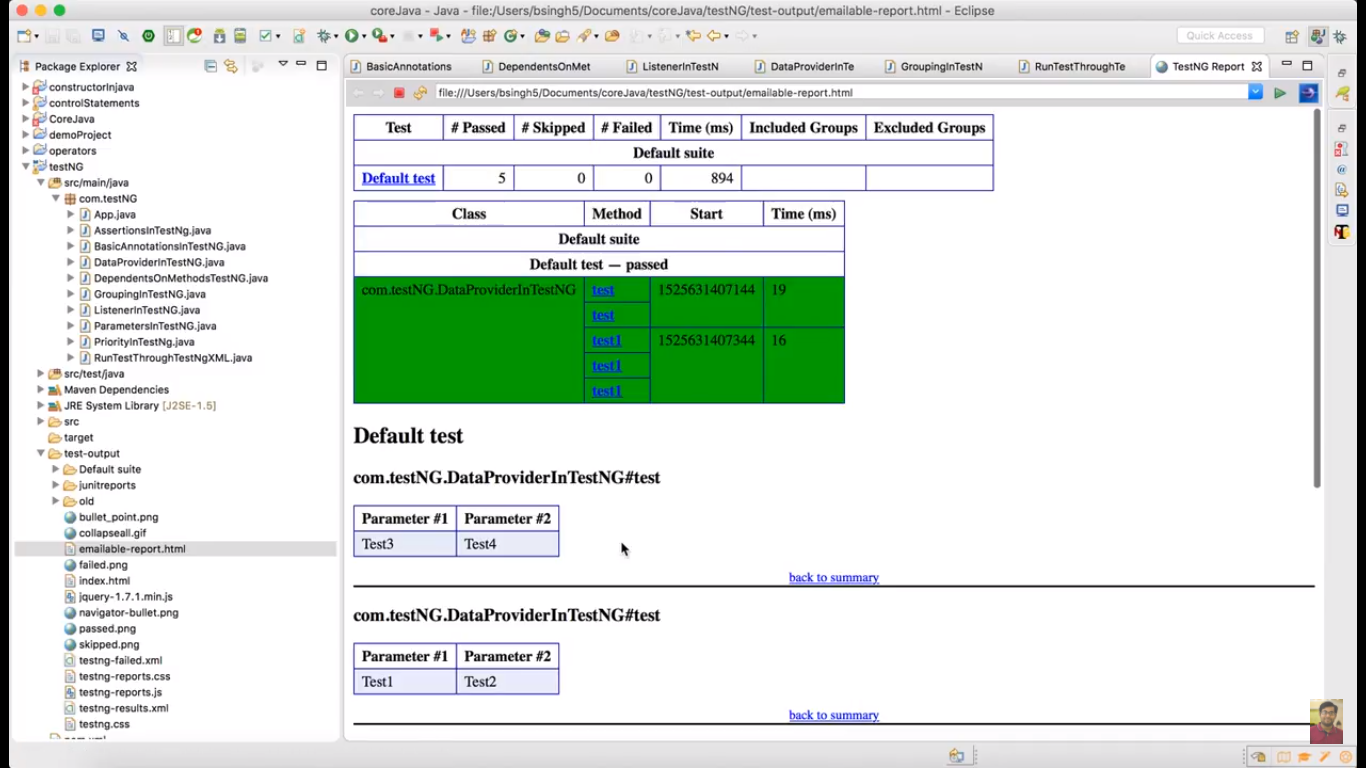 coreJava - Java - file:/Users/bsingh5/Documents/coreJava/testNG/test-output/emailable-report.html - Eclipse
Quick Access
Package Explorer
BasicAnnotations
DependentsOnMet
ListenerInTestN
DataProviderInTe
GroupingInTestN
RunTestThroughTe
TestNG Report
file:///Users/bsingh5/Documents/coreJava/testNG/test-output/emailable-report.html
constructorInjava
controlStatements
CoreJava
demoProject
operators
testNG
src/main/java
com.testNG
App.java
AssertionsInTestNg.java
BasicAnnotationsInTestNG.java
DataProviderInTestNG.java
DependentsOnMethodsTestNG.java
GroupingInTestNG.java
ListenerInTestNG.java
ParametersInTestNG.java
PriorityInTestNg.java
RunTestThroughTestNgXML.java
src/test/java
Maven Dependencies
JRE System Library [J2SE-1.5]
src
target
test-output
Default suite
junitreports
old
bullet_point.png
collapseall.gif
emailable-report.html
failed.png
index.html
jquery-1.7.1.min.js
navigator-bullet.png
passed.png
skipped.png
testng-failed.xml
testng-reports.css
testng-reports.js
testng-results.xml
testng.css
Test # Passed # Skipped # Failed Time (ms) Included Groups Excluded Groups
Default suite
Default test 5 0 0 894
Class Method Start Time (ms)
Default suite
Default test — passed
com.testNG.DataProviderInTestNG test 1525631407144 19
test
test1 1525631407344 16
test1
test1
Default test
com.testNG.DataProviderInTestNG#test
Parameter #1 Parameter #2
Test3 Test4
back to summary
com.testNG.DataProviderInTestNG#test
Parameter #1 Parameter #2
Test1 Test2
back to summary